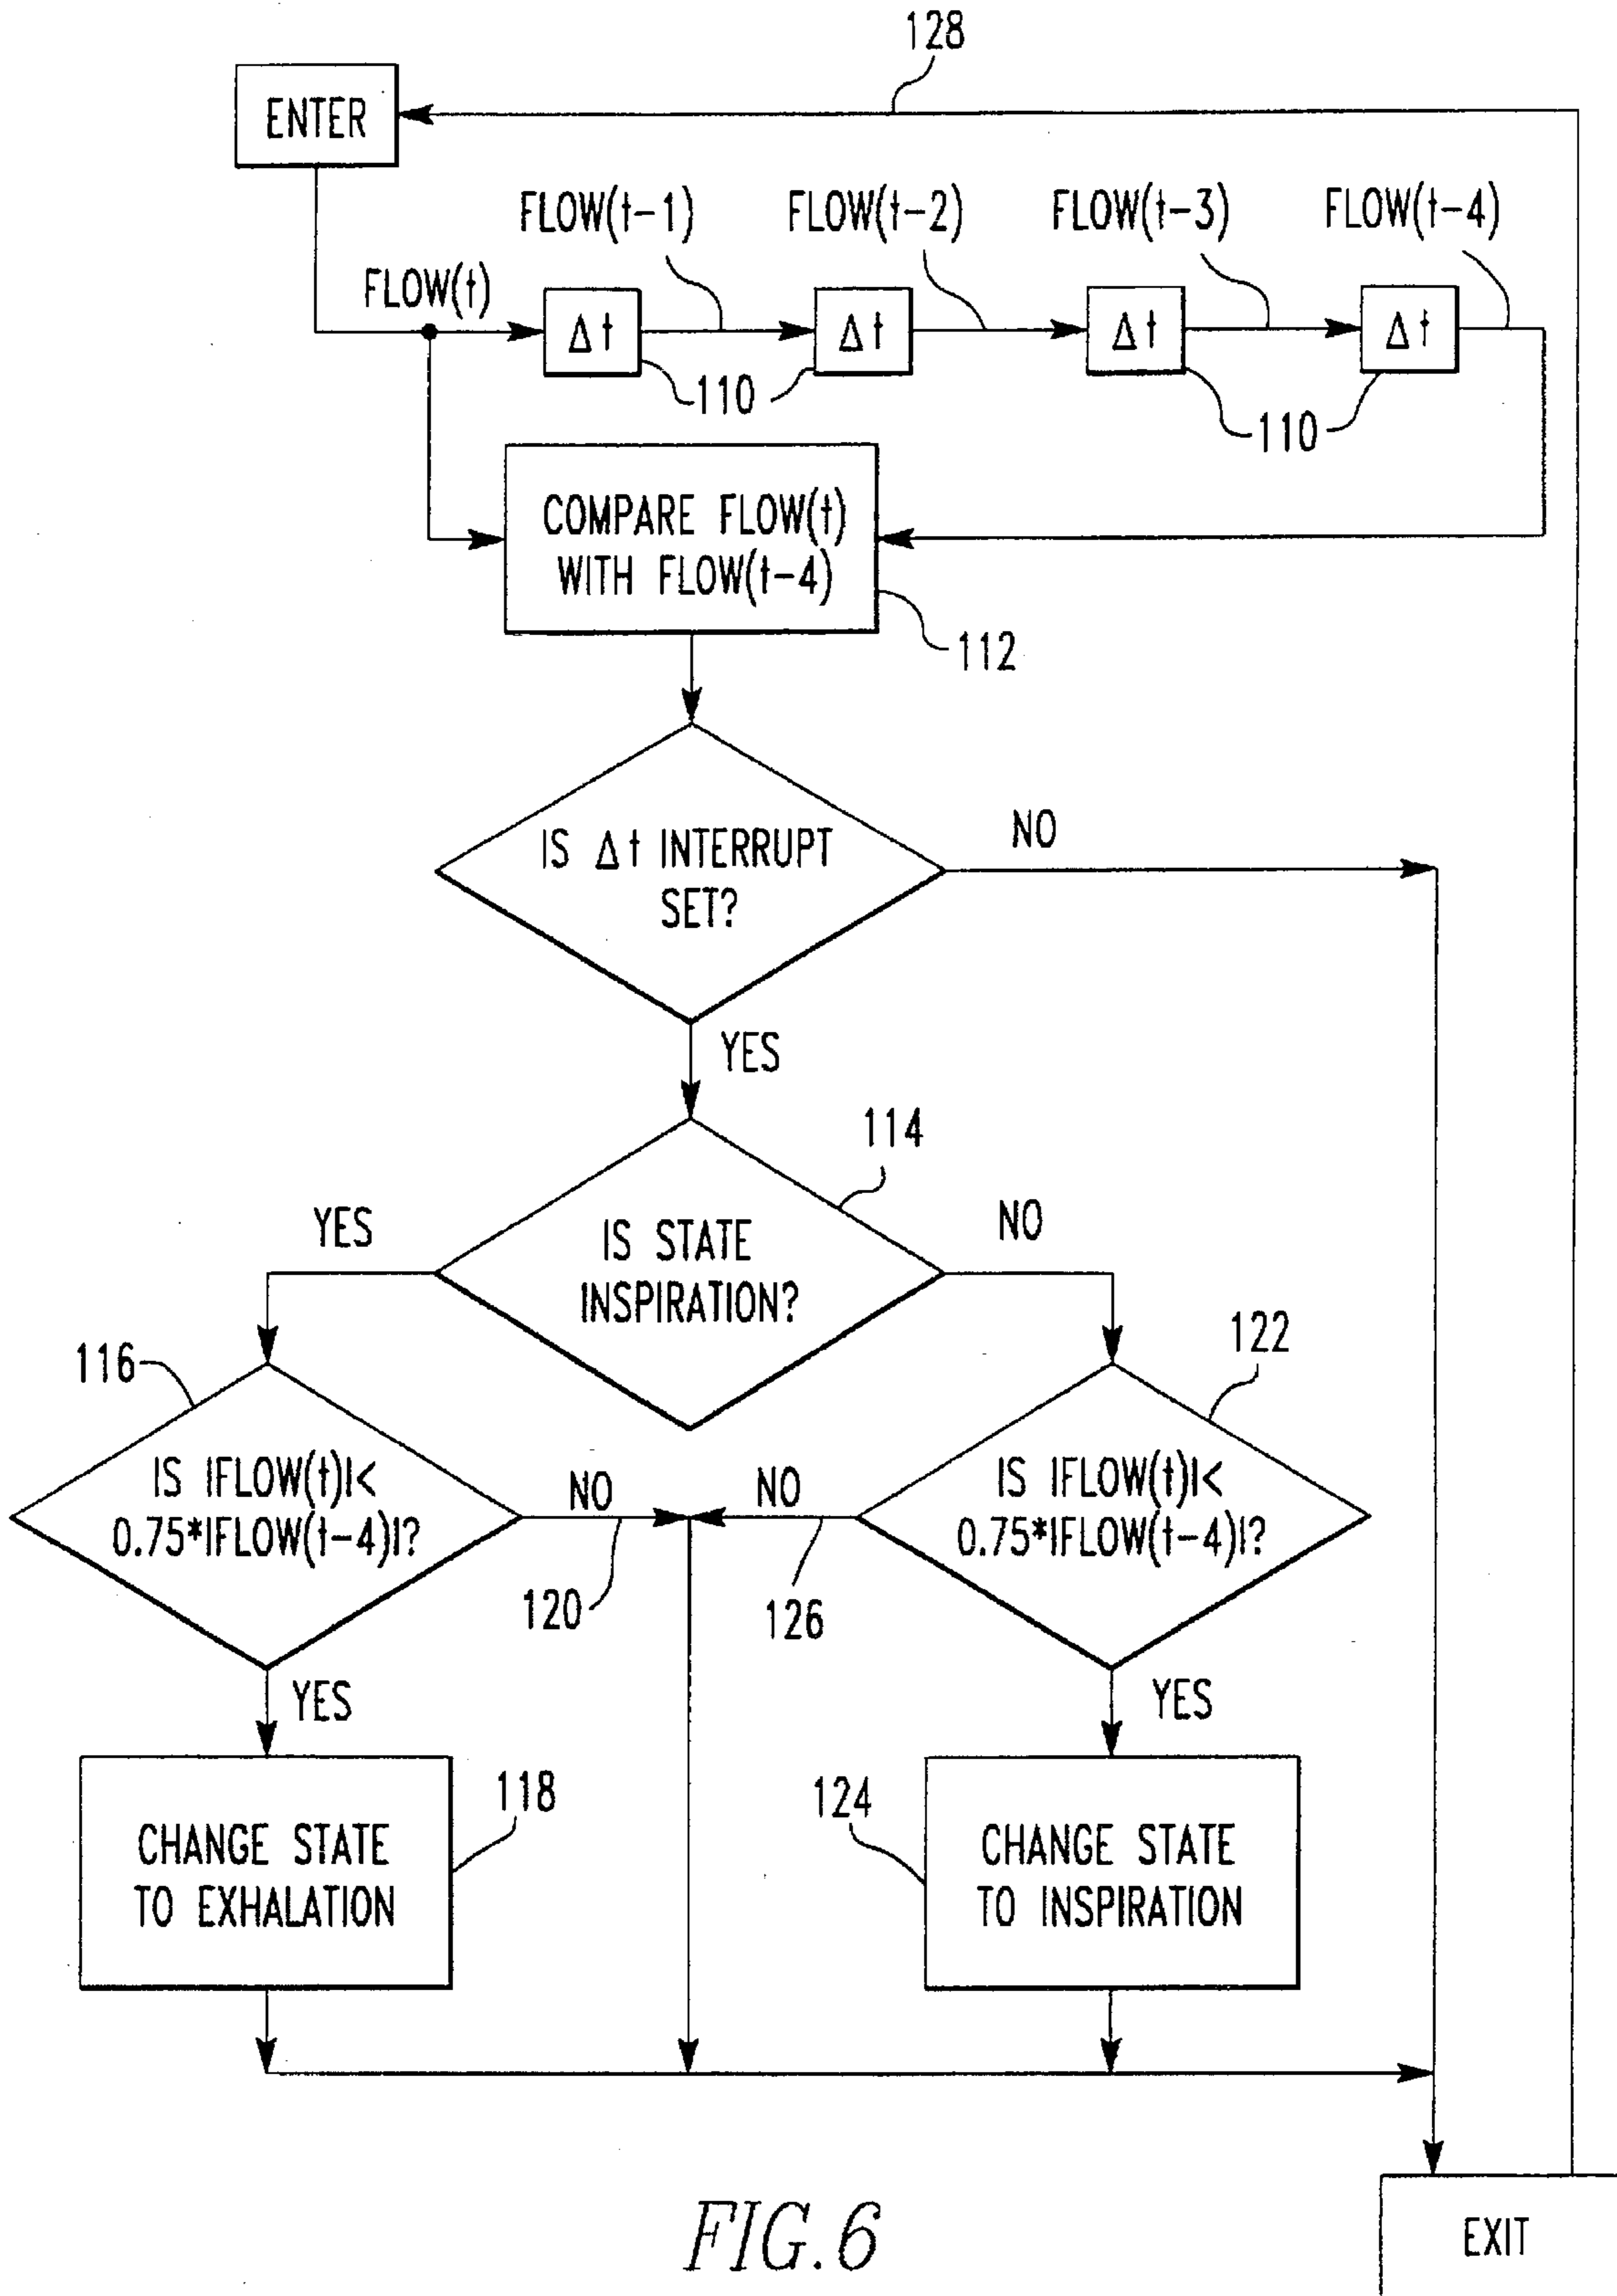 128
ENTER
FLOW(t-1)
FLOW(t-2)
FLOW(t-3)
FLOW(t-4)
FLOW(t)
Δt
Δt
Δt
Δt
110
110
COMPARE FLOW(t)
WITH FLOW(t-4)
112
IS Δt INTERRUPT
SET?
NO
YES
114
YES
IS STATE
INSPIRATION?
NO
116
122
IS |FLOW(t)|<
0.75*|FLOW(t-4)|?
NO
NO
IS |FLOW(t)|<
0.75*|FLOW(t-4)|?
120
126
YES
YES
118
124
CHANGE STATE
TO EXHALATION
CHANGE STATE
TO INSPIRATION
EXIT
FIG.6